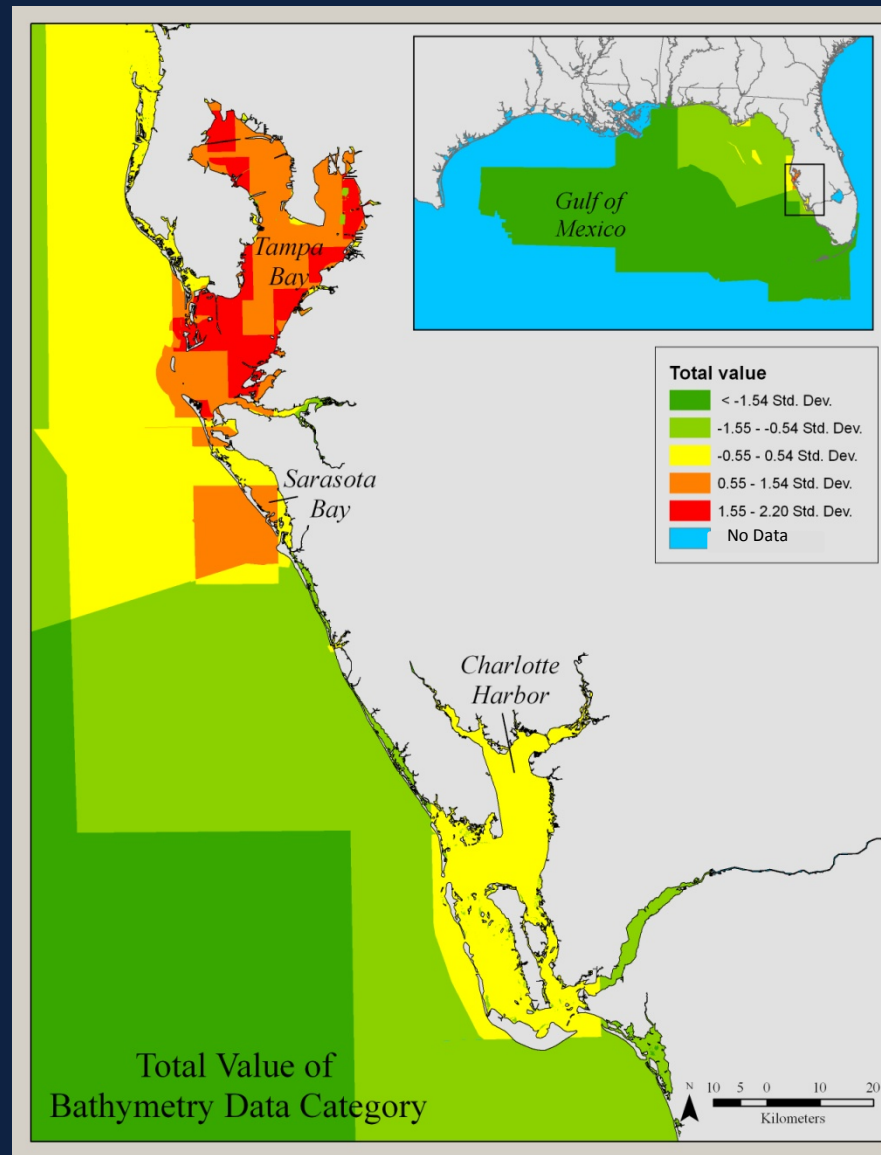 Gulf of
Mexico
Tampa
Bay
Total value
< -1.54 Std. Dev.
-1.55 - -0.54 Std. Dev.
-0.55 - 0.54 Std. Dev.
0.55 - 1.54 Std. Dev.
1.55 - 2.20 Std. Dev.
No Data
Sarasota
Bay
Charlotte
Harbor
Total Value of
Bathymetry Data Category
N
10 5 0 10 20
Kilometers